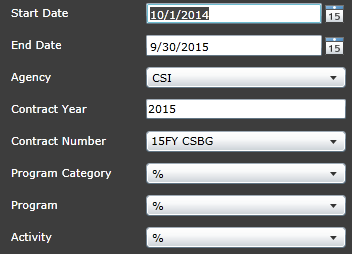 Start Date 10/1/2014 15
End Date 9/30/2015 15
Agency CSI
Contract Year 2015
Contract Number 15FY CSBG
Program Category %
Program %
Activity %